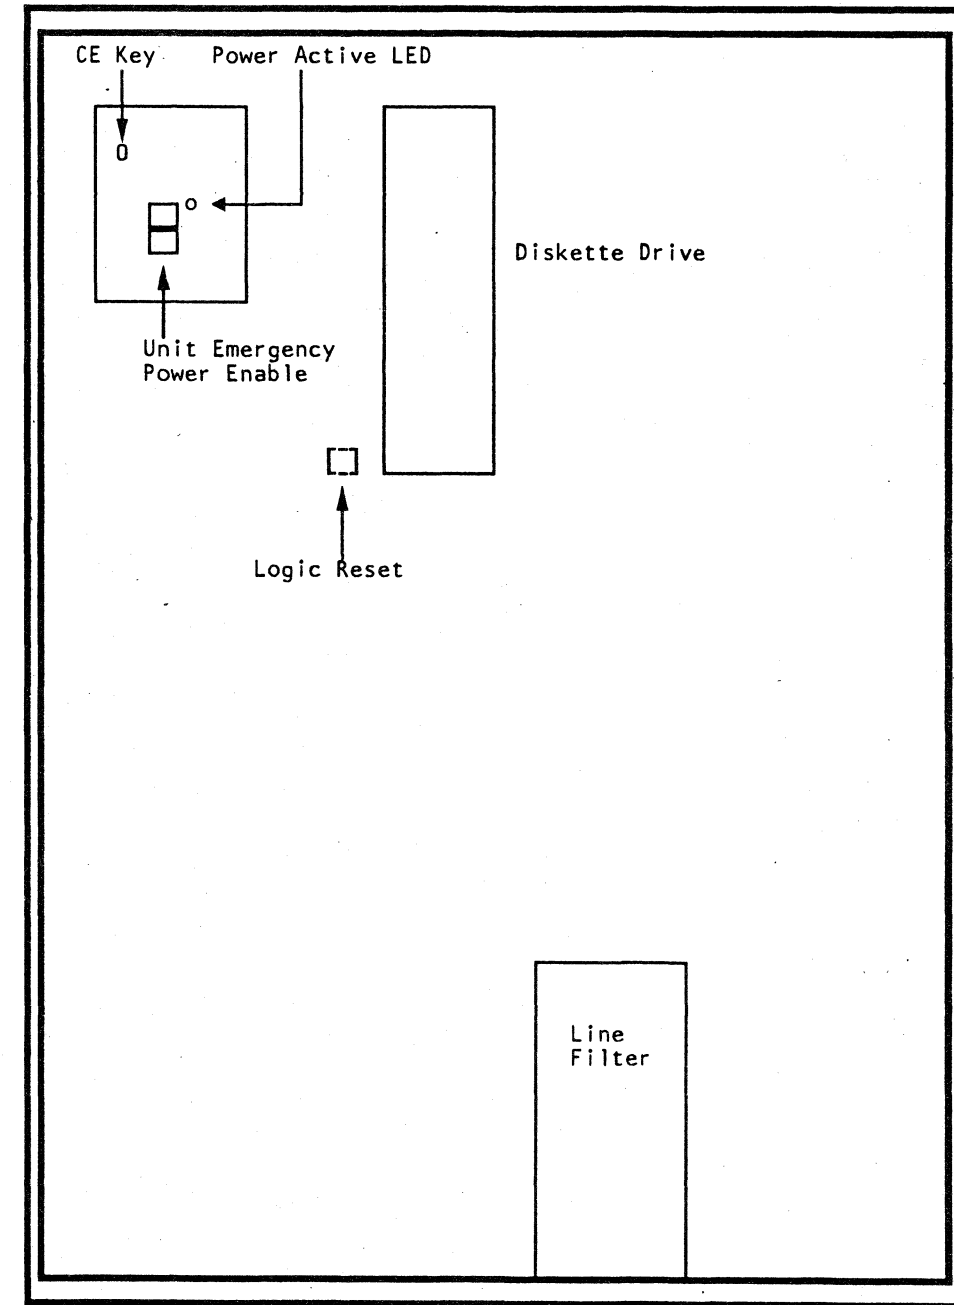 CE Key
Power Active LED
O
o
Diskette Drive
Unit Emergency
Power Enable
Logic Reset
Line
Filter